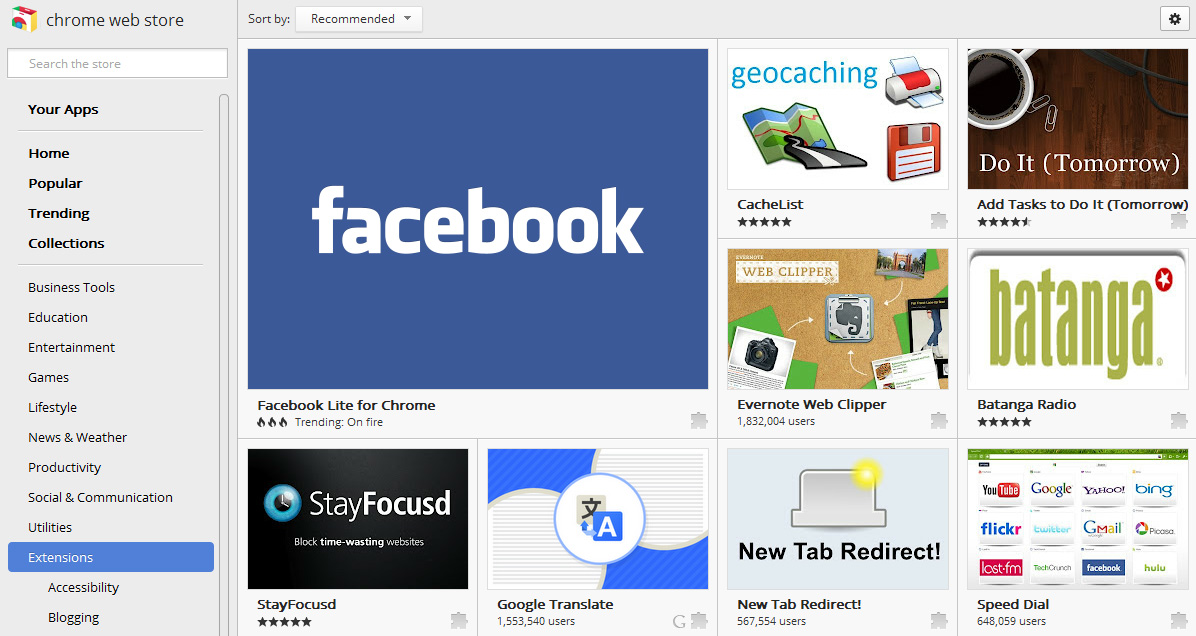 chrome web store
Sort by:
Recommended
Search the store
Your Apps
Home
Popular
Trending
Collections
Business Tools
Education
Entertainment
Games
Lifestyle
News & Weather
Productivity
Social & Communication
Utilities
Extensions
Accessibility
Blogging
facebook
Facebook Lite for Chrome
Trending: On fire
geocaching
CacheList
Do It (Tomorrow)
Add Tasks to Do It (Tomorrow)
EVERNOTE
WEB CLIPPER
Evernote Web Clipper
1,832,004 users
batanga
Batanga Radio
StayFocusd
Block time-wasting websites
StayFocusd
文 A
Google Translate
1,553,540 users
G
New Tab Redirect!
New Tab Redirect!
567,554 users
YouTube Google YAHOO! bing
flickr twitter Gmail Picasa
last.fm TechCrunch facebook hulu
Speed Dial
648,059 users